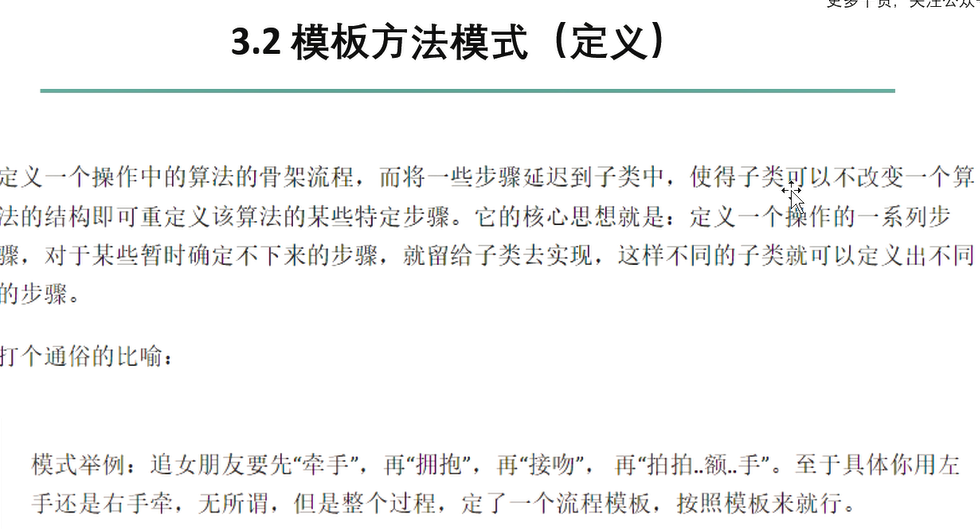 更多干货，关注公众
3.2 模板方法模式（定义）
定义一个操作中的算法的骨架流程，而将一些步骤延迟到子类中，使得子类可以不改变一个算
法的结构即可重定义该算法的某些特定步骤。它的核心思想就是：定义一个操作的一系列步
骤，对于某些暂时确定不下来的步骤，就留给子类去实现，这样不同的子类就可以定义出不同
的步骤。
打个通俗的比喻：
模式举例：追女朋友要先“牵手”，再“拥抱”，再“接吻”， 再“拍拍..额..手”。至于具体你用左
手还是右手牵，无所谓，但是整个过程，定了一个流程模板，按照模板来就行。